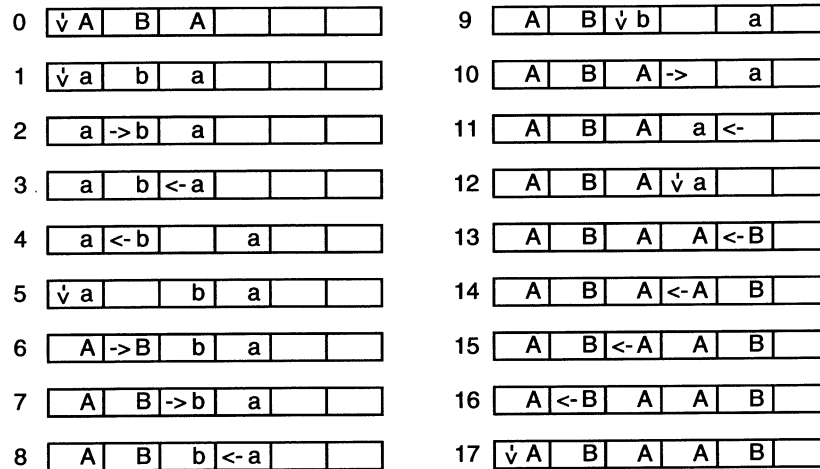 0 v A B A
1 v a b a
2 a ->b a
3 a b <-a
4 a <-b a
5 v a b a
6 A ->B b a
7 A B ->b a
8 A B b <-a
9 A B v b a
10 A B A -> a
11 A B A a <-
12 A B A v a
13 A B A A <-B
14 A B A <-A B
15 A B <-A A B
16 A <-B A A B
17 v A B A A B